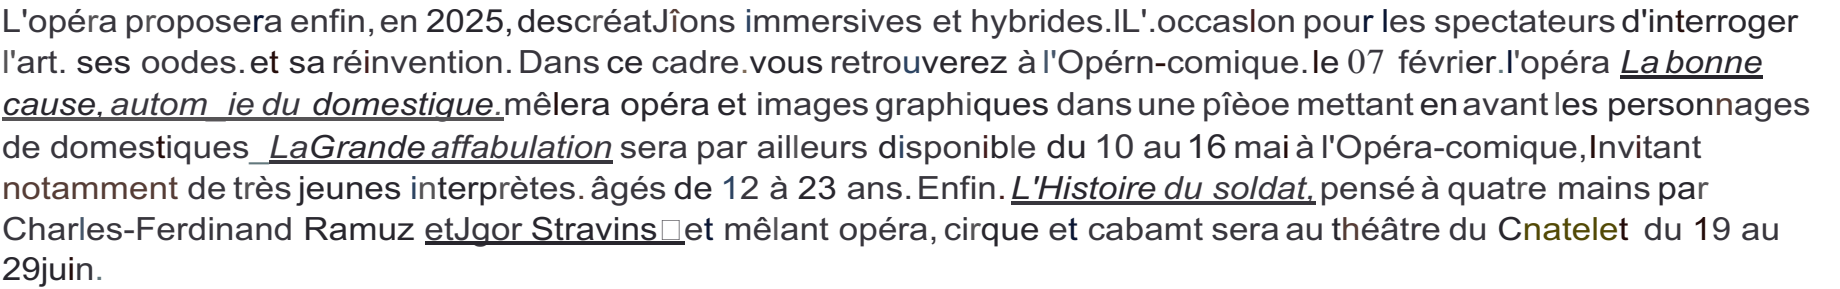 L'opéra proposera enfin, en 2025, descréatJîons immersives et hybrides.lL'.occaslon pour les spectateurs d'interroger
l'art. ses oodes. et sa réinvention. Dans ce cadre.vous retrouverez à l'Opérn-comique. le 07 février.l'opéra La bonne
cause, autom_ie du domestigue.mêlera opéra et images graphiques dans une pîèoe mettant en avant les personnages
de domestiques_LaGrande affabulation sera par ailleurs disponible du 10 au 16 mai à l'Opéra-comique,Invitant
notamment de très jeunes interprètes. âgés de 12 à 23 ans. Enfin. L'Histoire du soldat, pensé à quatre mains par
Charles-Ferdinand Ramuz etJgor Stravins□et mêlant opéra, cirque et cabamt sera au théâtre du Cnatelet du 19 au
29juin.